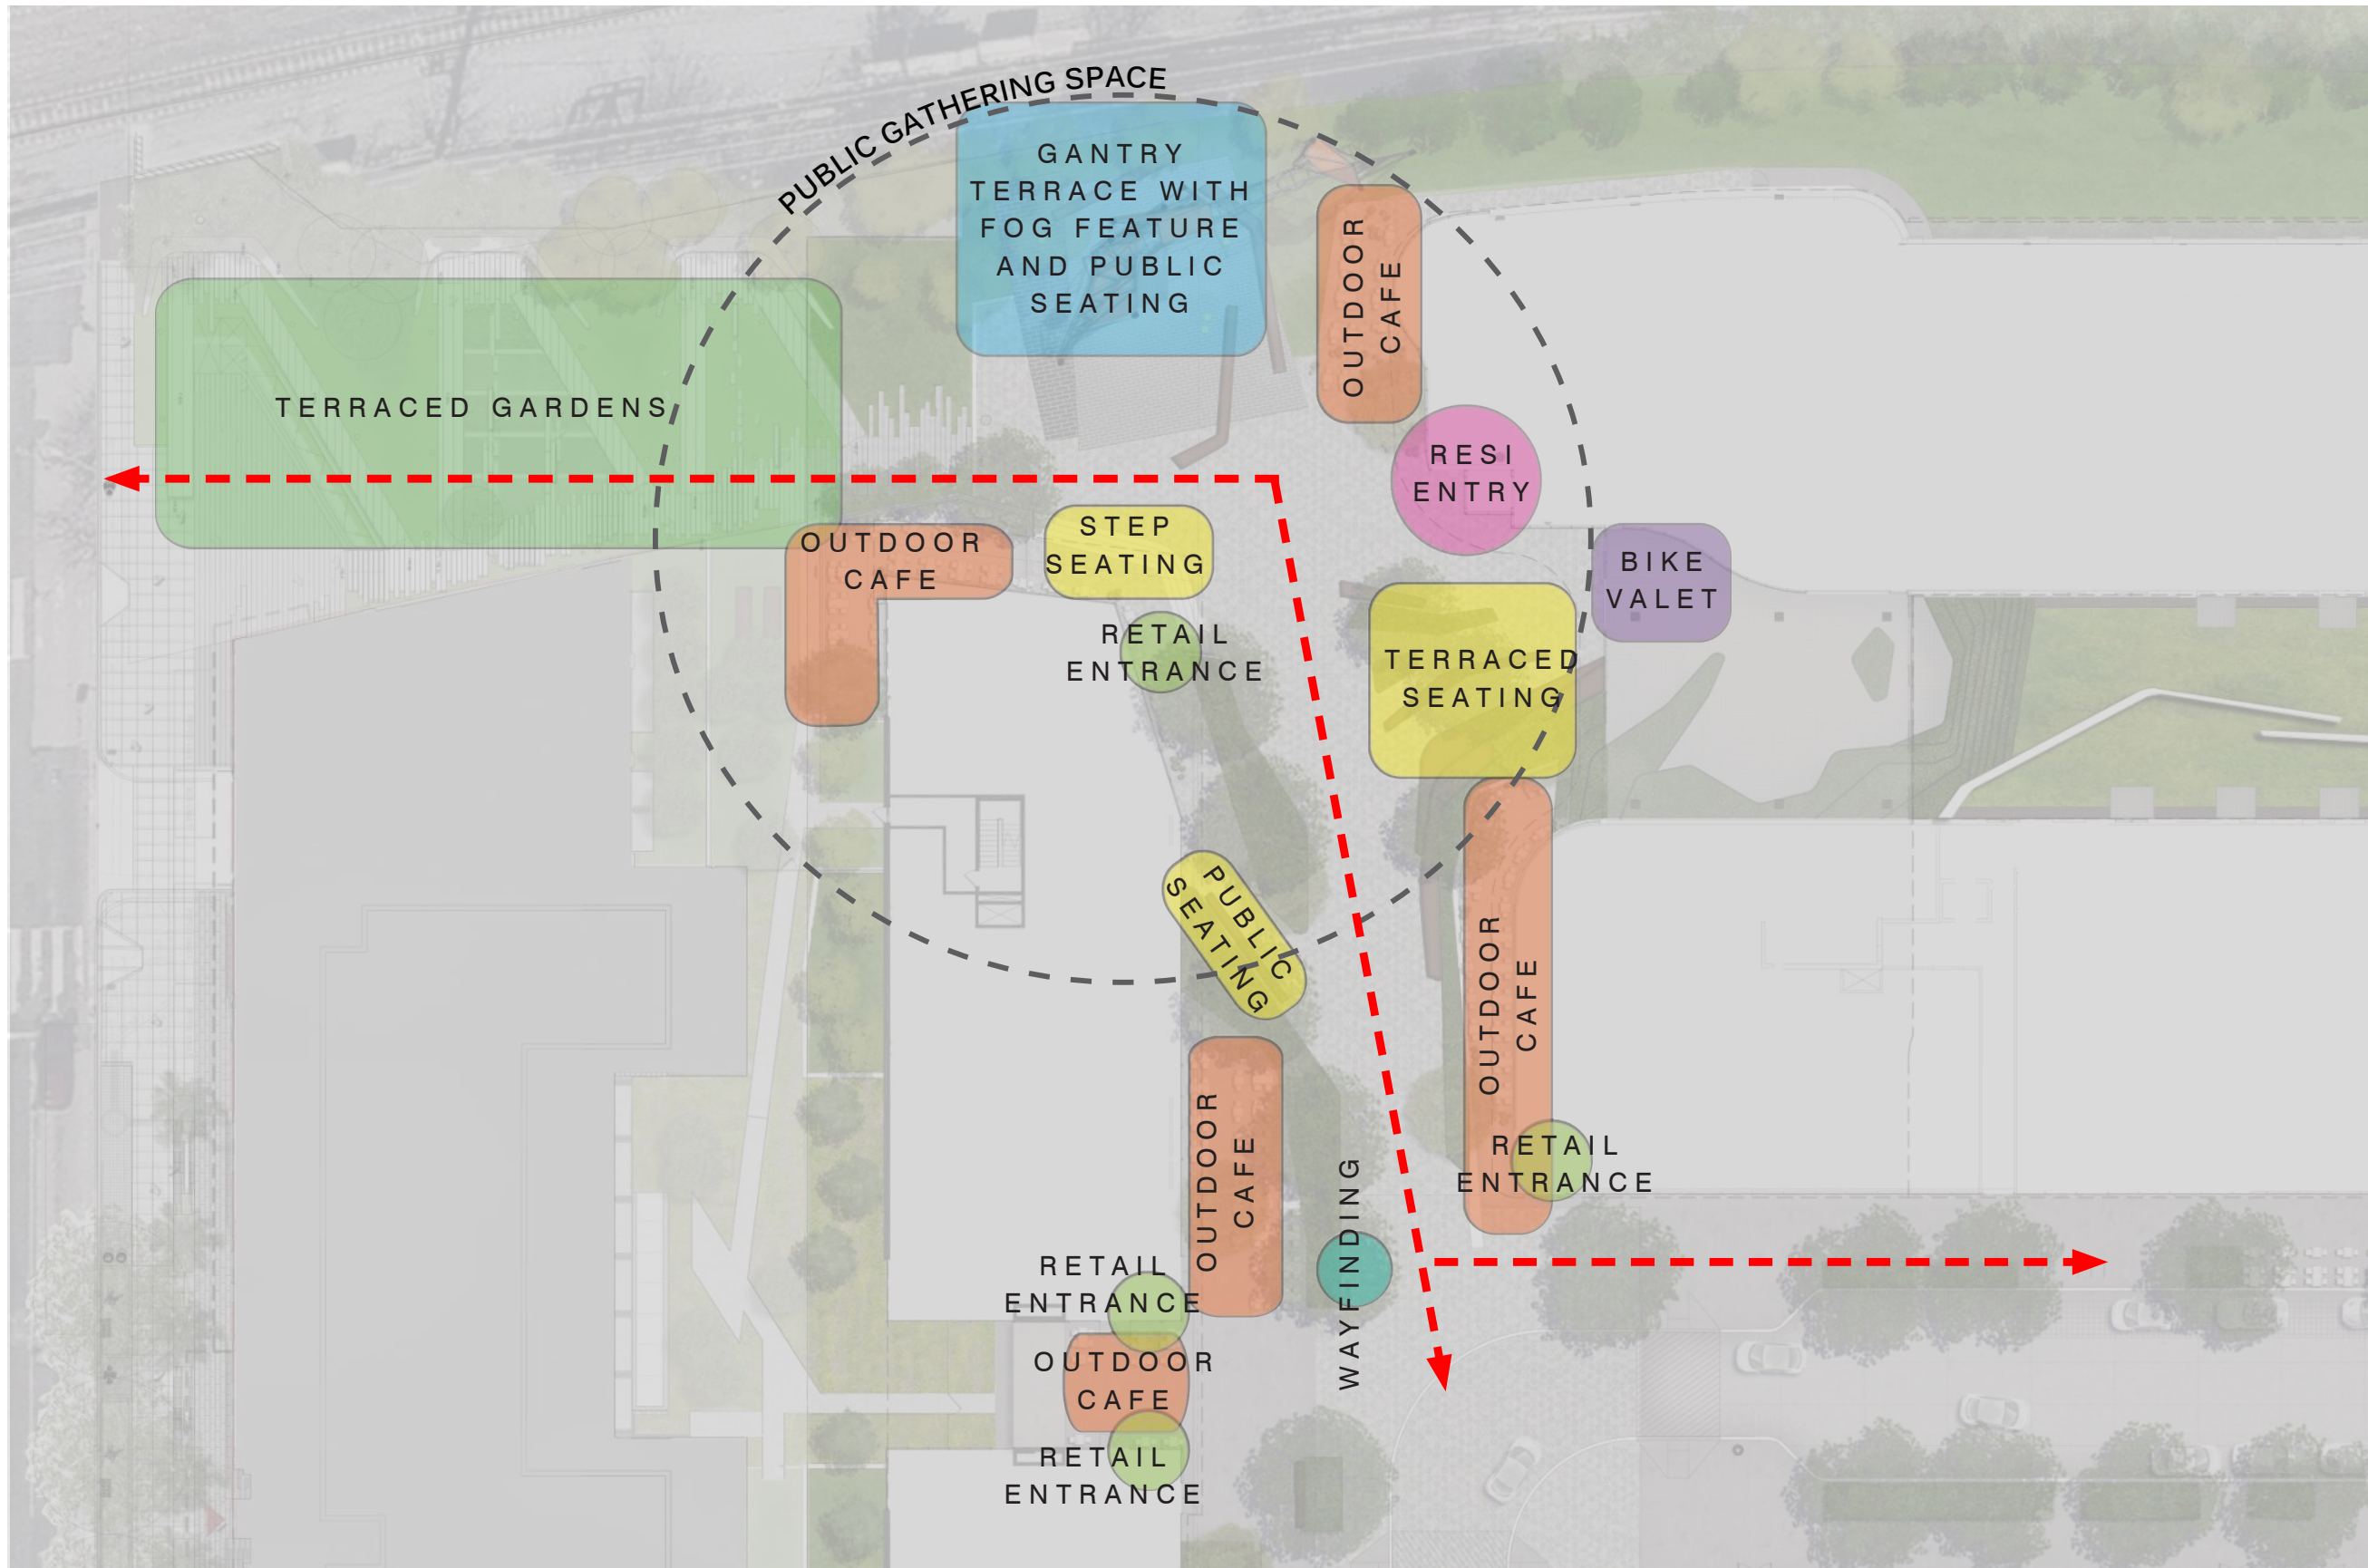 PUBLIC GATHERING SPACE
GANTRY
TERRACE WITH
FOG FEATURE
AND PUBLIC
SEATING
OUTDOOR
CAFE
TERRACED GARDENS
RESI
ENTRY
OUTDOOR
CAFE
STEP
SEATING
BIKE
VALET
RETAIL
ENTRANCE
TERRACED
SEATING
PUBLIC
SEATING
OUTDOOR
CAFE
OUTDOOR
CAFE
RETAIL
ENTRANCE
WAYFINDING
RETAIL
ENTRANCE
OUTDOOR
CAFE
RETAIL
ENTRANCE